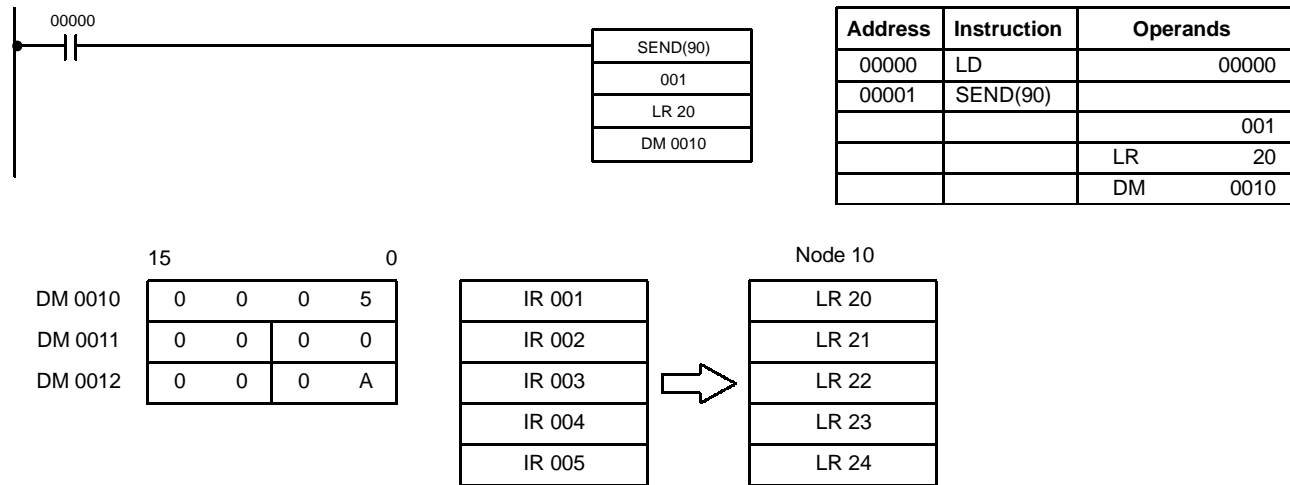 00000
SEND(90)
001
LR 20
DM 0010
Address Instruction Operands
00000 LD 00000
00001 SEND(90)
001
LR 20
DM 0010
15 0
DM 0010 0 0 0 5
DM 0011 0 0 0 0
DM 0012 0 0 0 A
IR 001
IR 002
IR 003
IR 004
IR 005
Node 10
LR 20
LR 21
LR 22
LR 23
LR 24